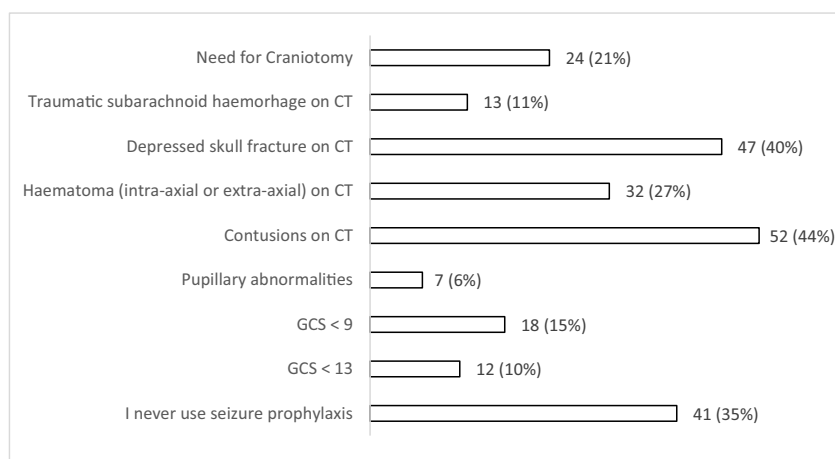 Need for Craniotomy 24 (21%)
Traumatic subarachnoid haemorhage on CT 13 (11%)
Depressed skull fracture on CT 47 (40%)
Haematoma (intra-axial or extra-axial) on CT 32 (27%)
Contusions on CT 52 (44%)
Pupillary abnormalities 7 (6%)
GCS < 9 18 (15%)
GCS < 13 12 (10%)
I never use seizure prophylaxis 41 (35%)